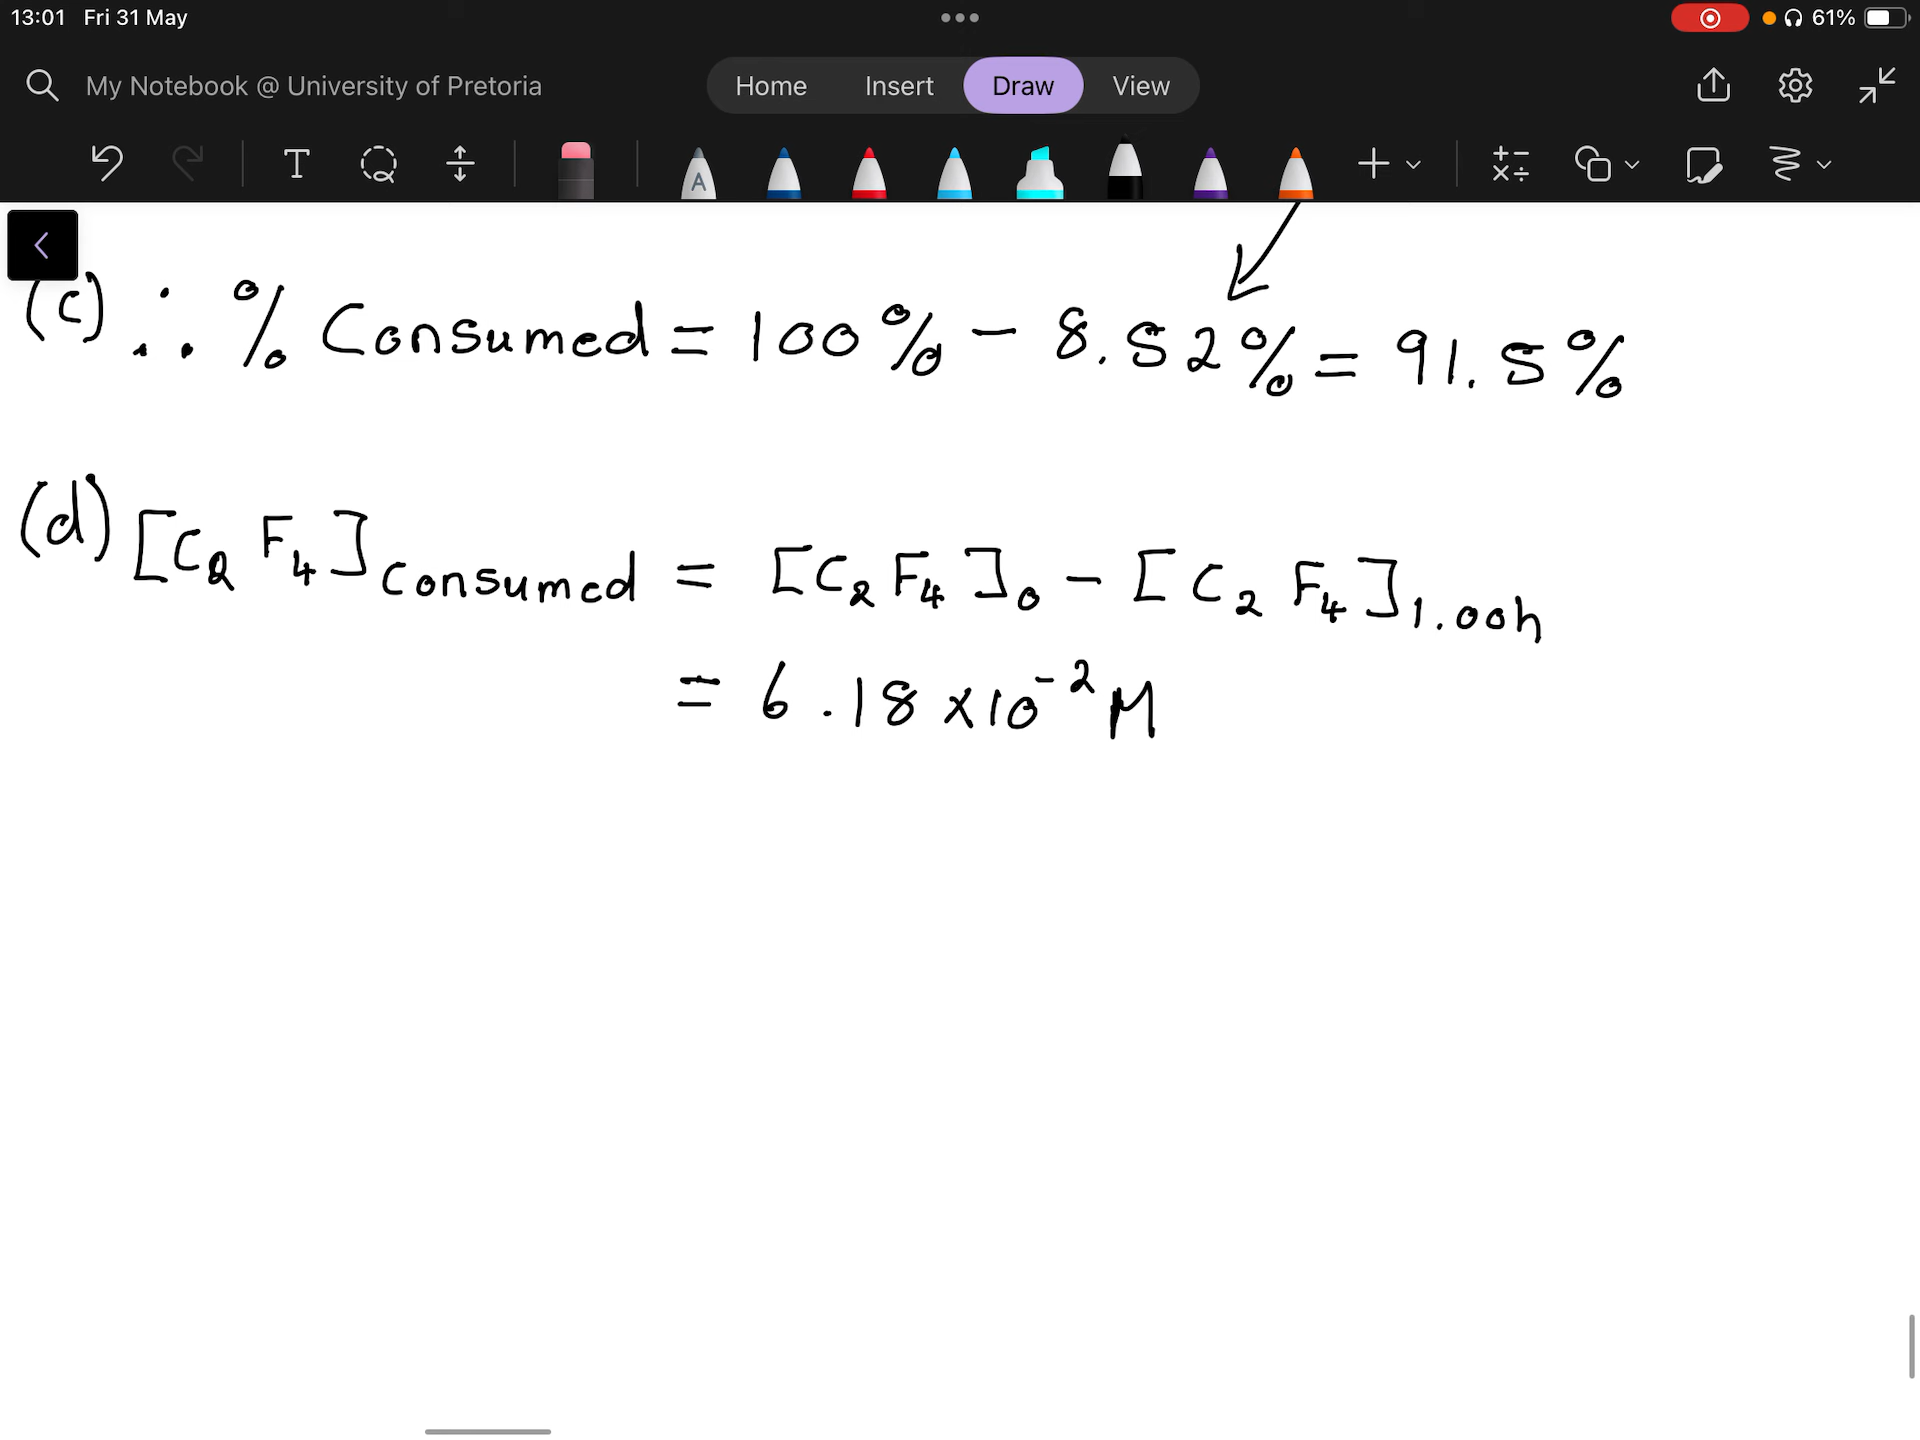 13:01 Fri 31 May
61%
My Notebook @ University of Pretoria
Home Insert Draw View
T A
(c) ∴ % Consumed = 100% − 8.52% = 91.5%
(d) [C₂F₄]consumed = [C₂F₄]₀ − [C₂F₄]1.00h
= 6.18 × 10⁻² M